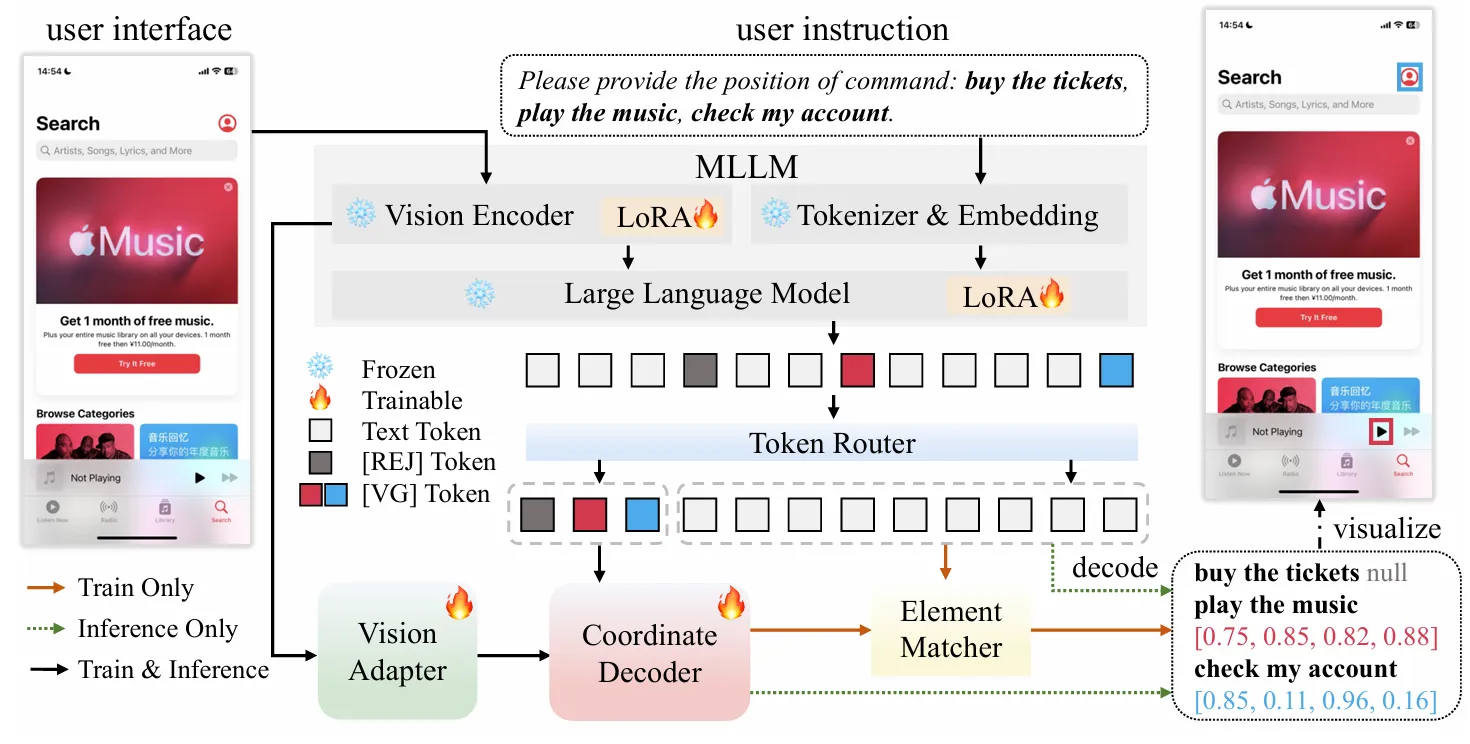 user interface
user instruction
14:54
64
Search
Artists, Songs, Lyrics, and More
Music
Get 1 month of free music.
Plus your entire music library on all your devices. 1 month
free then ¥11.00/month.
Try It Free
Browse Categories
音乐回忆
分享你的年度音乐
Not Playing
Listen Now
Radio
Library
Search
Please provide the position of command: buy the tickets,
play the music, check my account.
MLLM
Vision Encoder
LoRA
Tokenizer & Embedding
Large Language Model
LoRA
Frozen
Trainable
Text Token
[REJ] Token
[VG] Token
Token Router
Train Only
Inference Only
Train & Inference
Vision
Adapter
Coordinate
Decoder
Element
Matcher
decode
visualize
buy the tickets null
play the music
[0.75, 0.85, 0.82, 0.88]
check my account
[0.85, 0.11, 0.96, 0.16]
14:54
64
Search
Artists, Songs, Lyrics, and More
Music
Get 1 month of free music.
Plus your entire music library on all your devices. 1 month
free then ¥11.00/month.
Try It Free
Browse Categories
音乐回忆
分享你的年度音乐
Not Playing
Listen Now
Radio
Library
Search